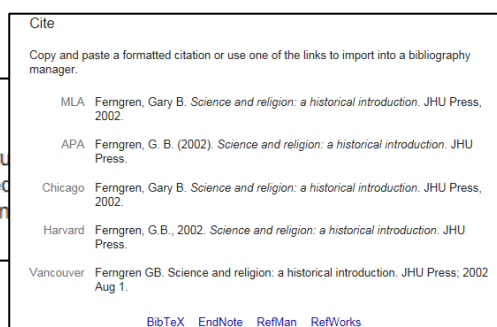 Cite
Copy and paste a formatted citation or use one of the links to import into a bibliography
manager.
MLA Ferngren, Gary B. Science and religion: a historical introduction. JHU Press,
2002.
APA Ferngren, G. B. (2002). Science and religion: a historical introduction. JHU
Press.
Chicago Ferngren, Gary B. Science and religion: a historical introduction. JHU Press,
2002.
Harvard Ferngren, G.B., 2002. Science and religion: a historical introduction. JHU
Press.
Vancouver Ferngren GB. Science and religion: a historical introduction. JHU Press; 2002
Aug 1.
BibTeX EndNote RefMan RefWorks